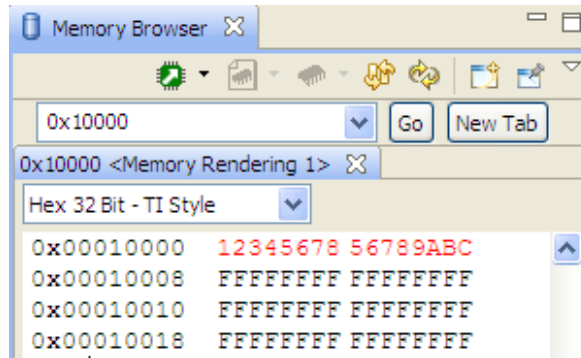 Memory Browser
0x10000 Go New Tab
0x10000 <Memory Rendering 1>
Hex 32 Bit - TI Style
0x00010000 12345678 56789ABC
0x00010008 FFFFFFFF FFFFFFFF
0x00010010 FFFFFFFF FFFFFFFF
0x00010018 FFFFFFFF FFFFFFFF